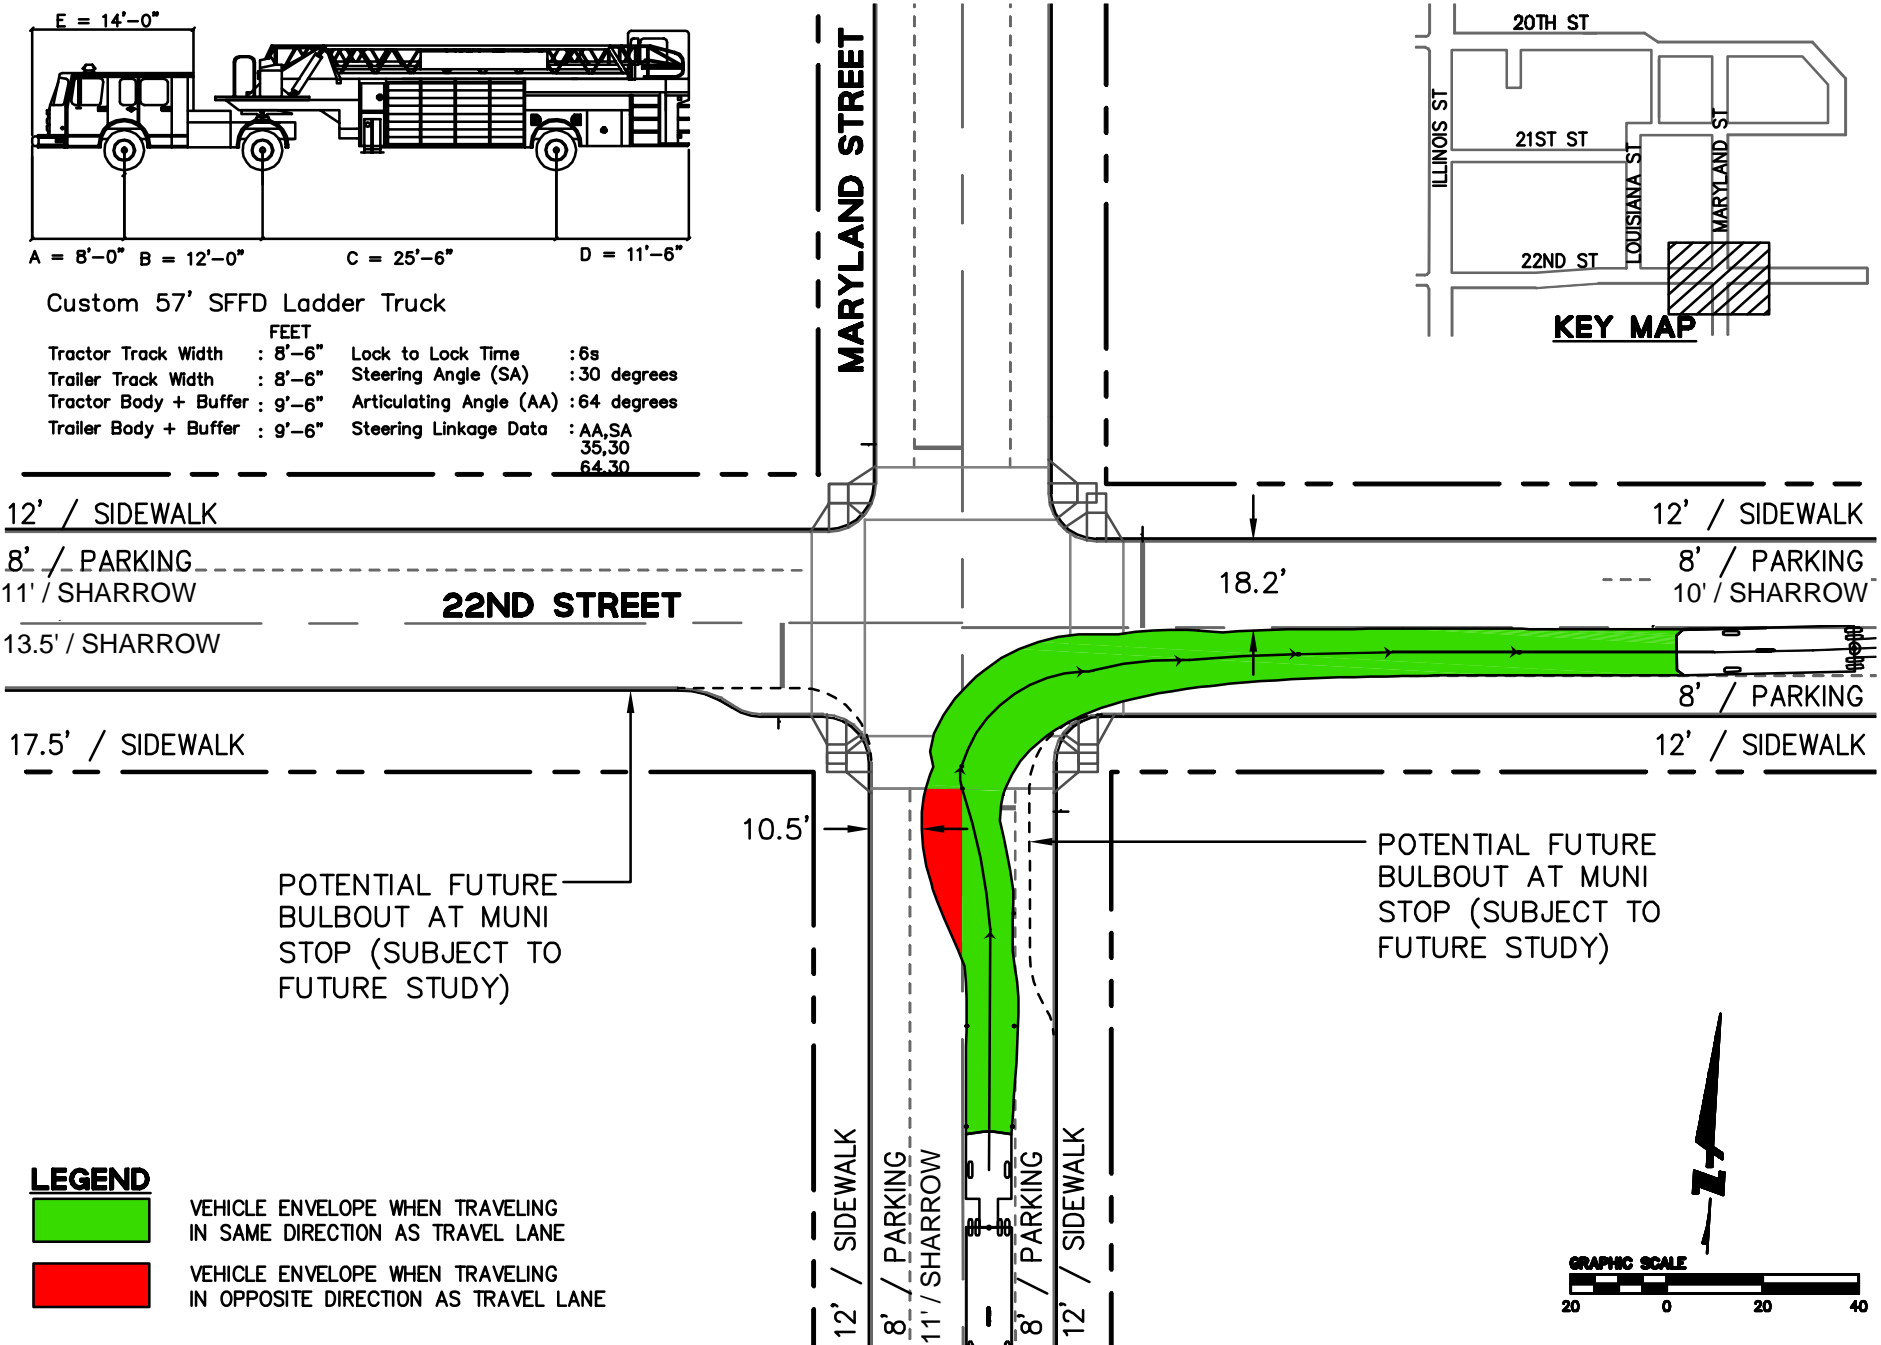 E = 14'-0"
A = 8'-0" B = 12'-0" C = 25'-6" D = 11'-6"
Custom 57' SFFD Ladder Truck
FEET
Tractor Track Width : 8'-6" Lock to Lock Time : 6s
Trailer Track Width : 8'-6" Steering Angle (SA) : 30 degrees
Tractor Body + Buffer : 9'-6" Articulating Angle (AA) : 64 degrees
Trailer Body + Buffer : 9'-6" Steering Linkage Data : AA,SA
35,30
64,30
MARYLAND STREET
20TH ST
ILLINOIS ST
21ST ST
LOUISIANA ST
MARYLAND ST
22ND ST
KEY MAP
12' / SIDEWALK
8' / PARKING
11' / SHARROW
22ND STREET
13.5' / SHARROW
17.5' / SIDEWALK
12' / SIDEWALK
8' / PARKING
10' / SHARROW
18.2'
8' / PARKING
12' / SIDEWALK
10.5'
POTENTIAL FUTURE
BULBOUT AT MUNI
STOP (SUBJECT TO
FUTURE STUDY)
POTENTIAL FUTURE
BULBOUT AT MUNI
STOP (SUBJECT TO
FUTURE STUDY)
12' / SIDEWALK
8' / PARKING
11' / SHARROW
8' / PARKING
12' / SIDEWALK
LEGEND
VEHICLE ENVELOPE WHEN TRAVELING
IN SAME DIRECTION AS TRAVEL LANE
VEHICLE ENVELOPE WHEN TRAVELING
IN OPPOSITE DIRECTION AS TRAVEL LANE
N
GRAPHIC SCALE
20 0 20 40